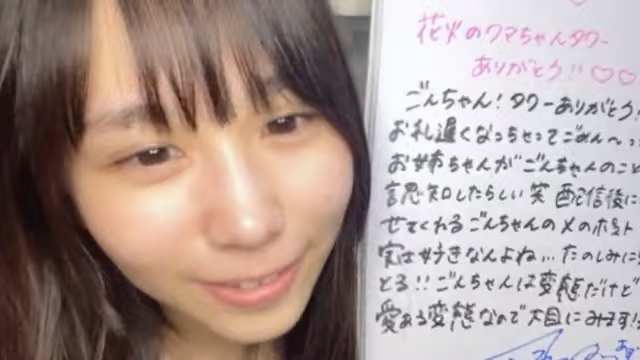 花火のクマちゃんタワー
ありがとう!!♡♡
ごんちゃん!タワーありがとう!
お礼遅くなっちゃってごめん〜
お姉ちゃんがごんちゃんのこと
認知したらしい笑 配信後に
せてくれるごんちゃんのメのポスト
実は好きなんよね...たのしみに
とる!!ごんちゃんは変態だけど
愛ある変態なので大目にみます!